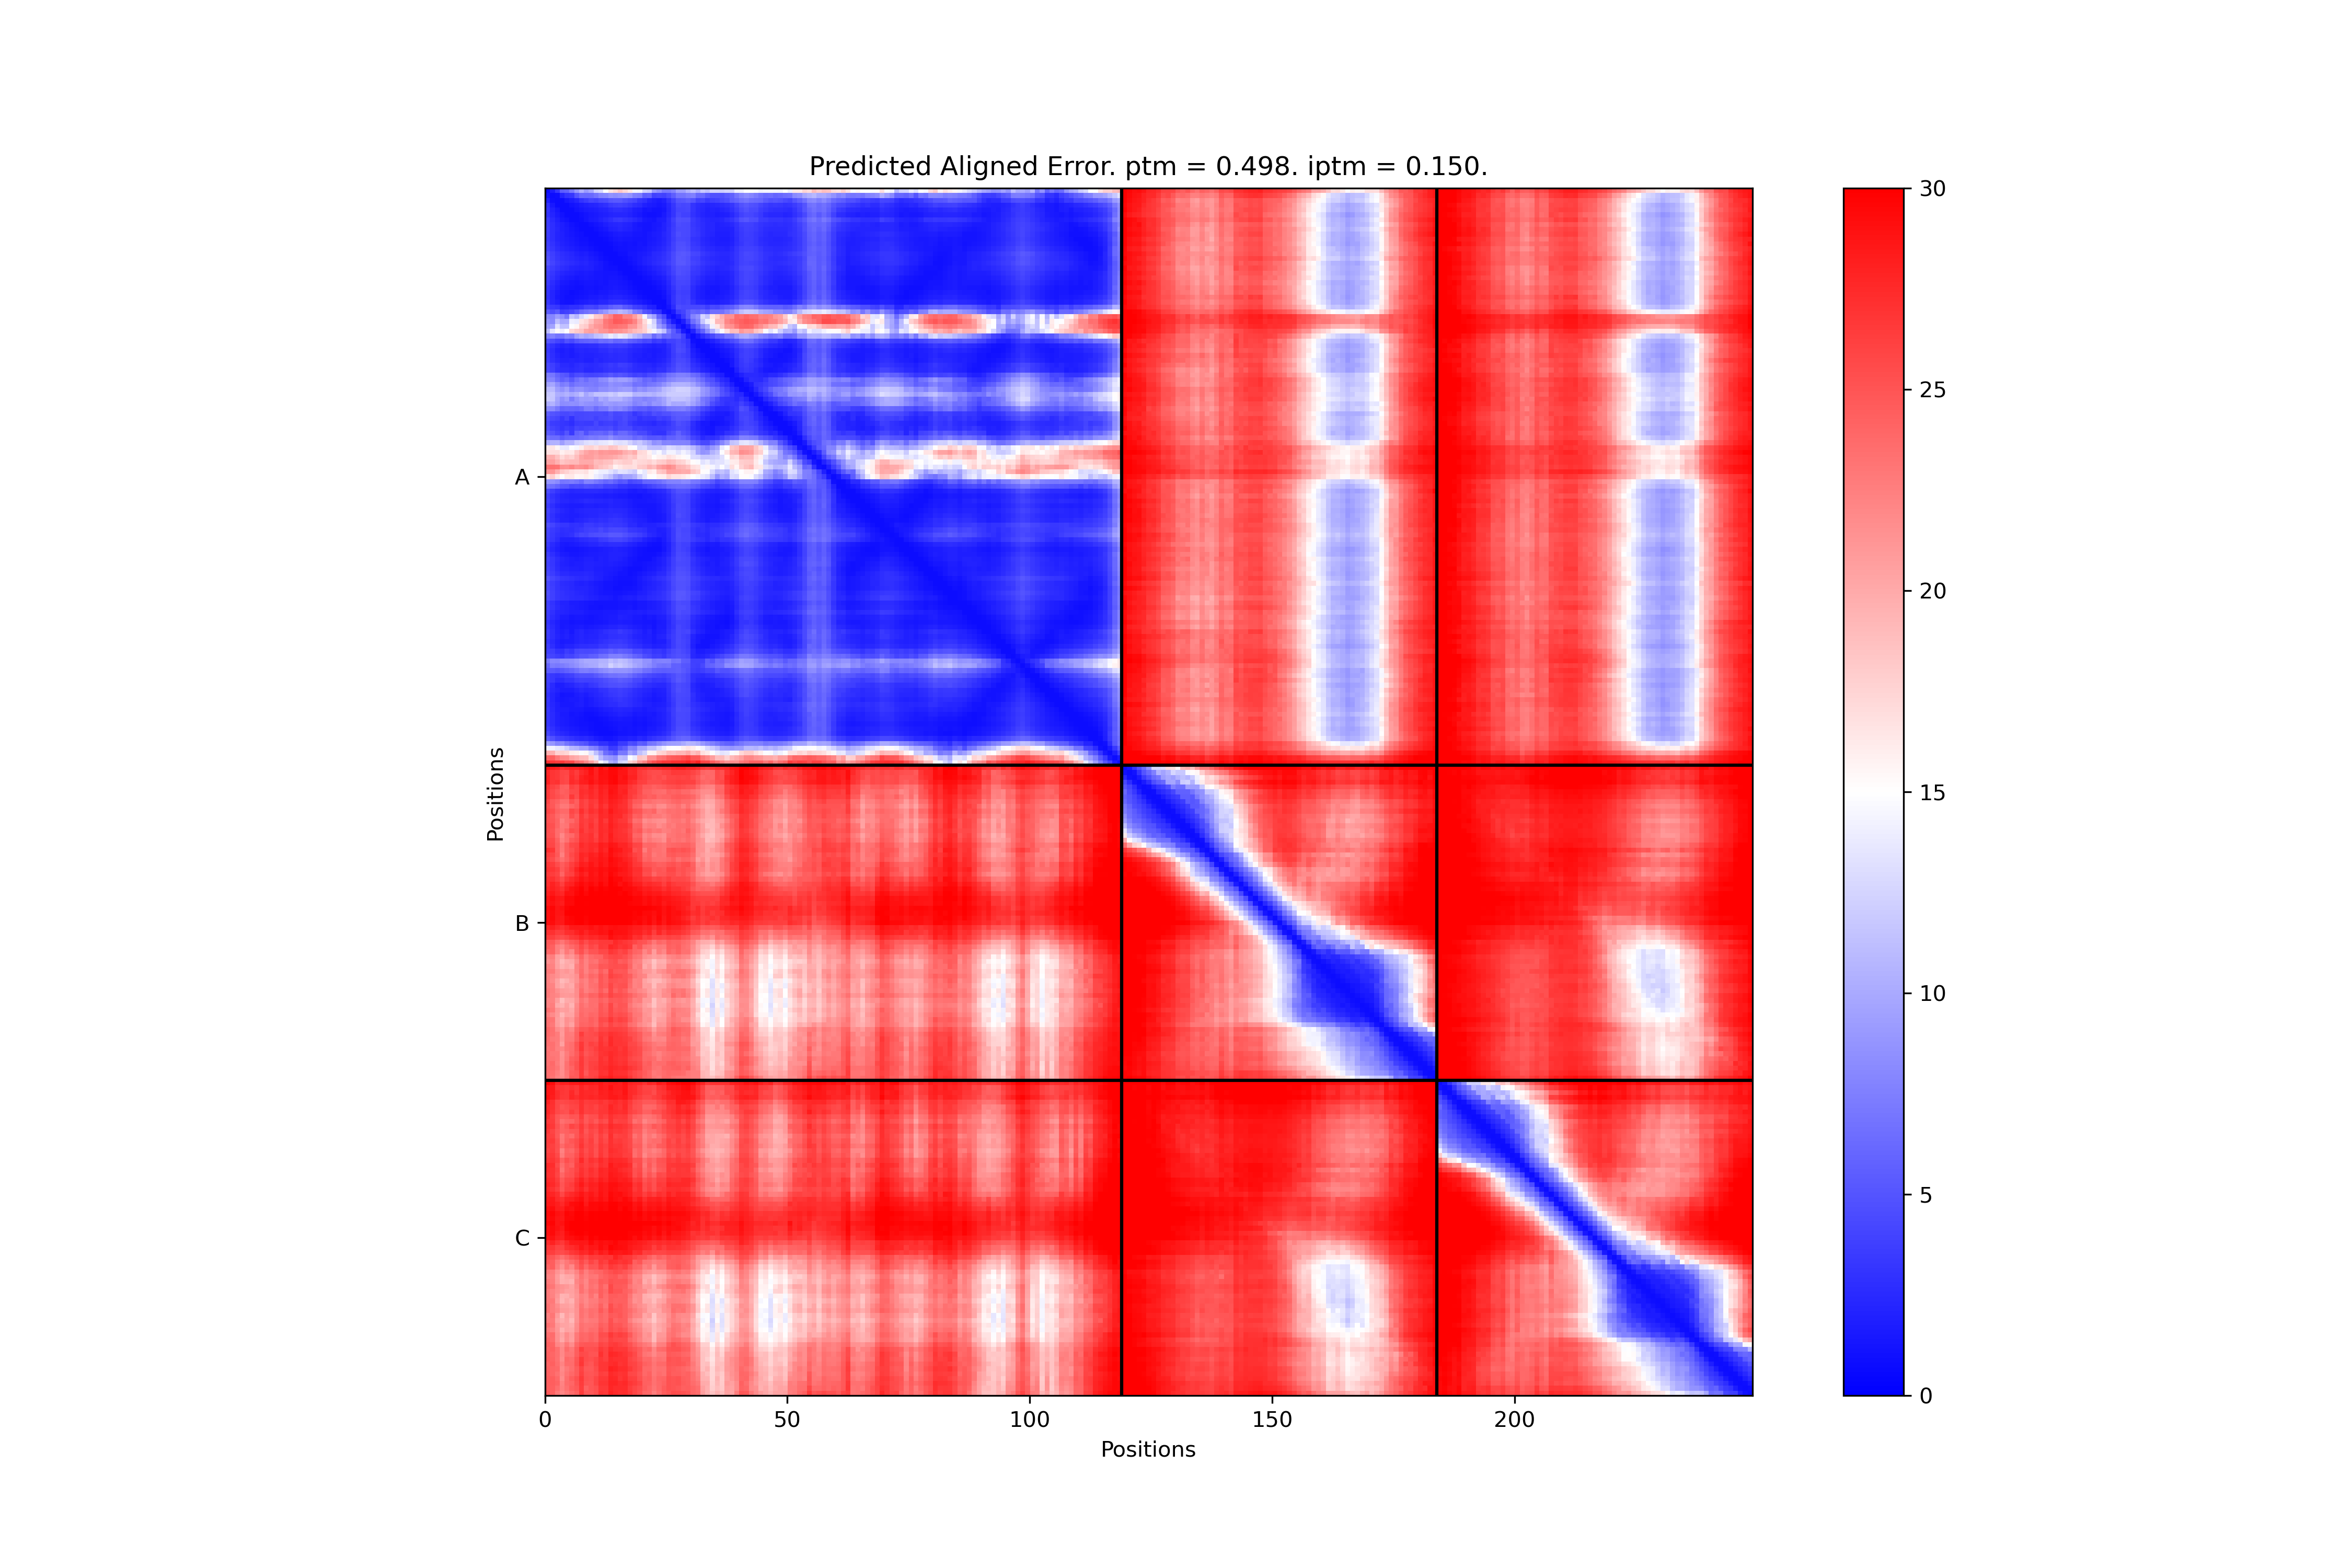 Predicted Aligned Error. ptm = 0.498. iptm = 0.150.
A
B
C
Positions
0 50 100 150 200
Positions
30
25
20
15
10
5
0